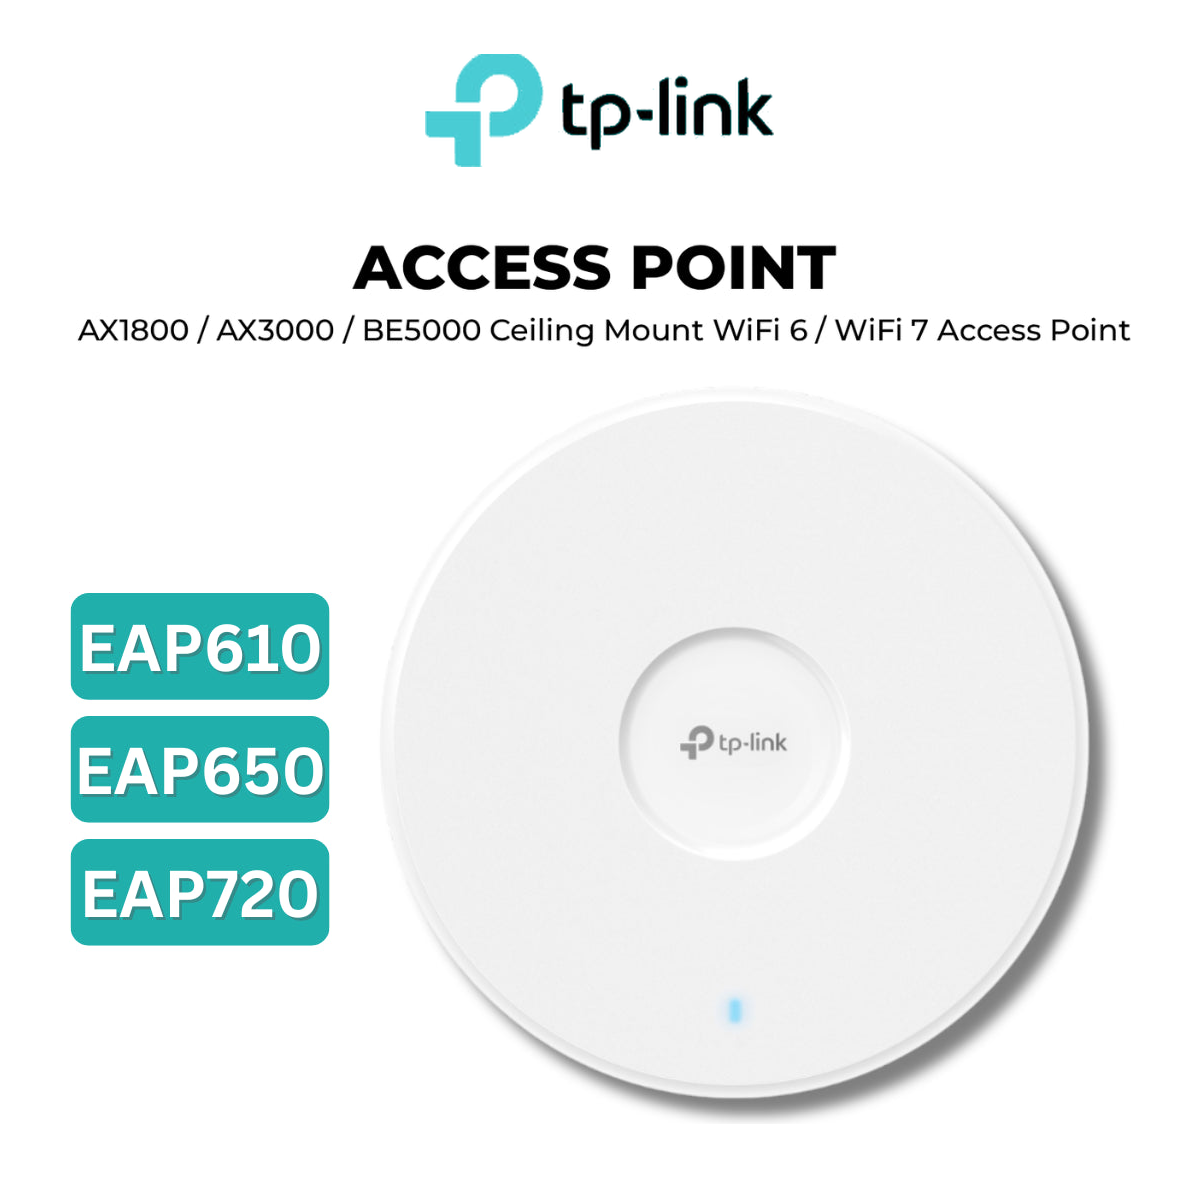 tp-link
ACCESS POINT
AX1800 / AX3000 / BE5000 Ceiling Mount WiFi 6 / WiFi 7 Access Point
EAP610
EAP650
EAP720
tp-link